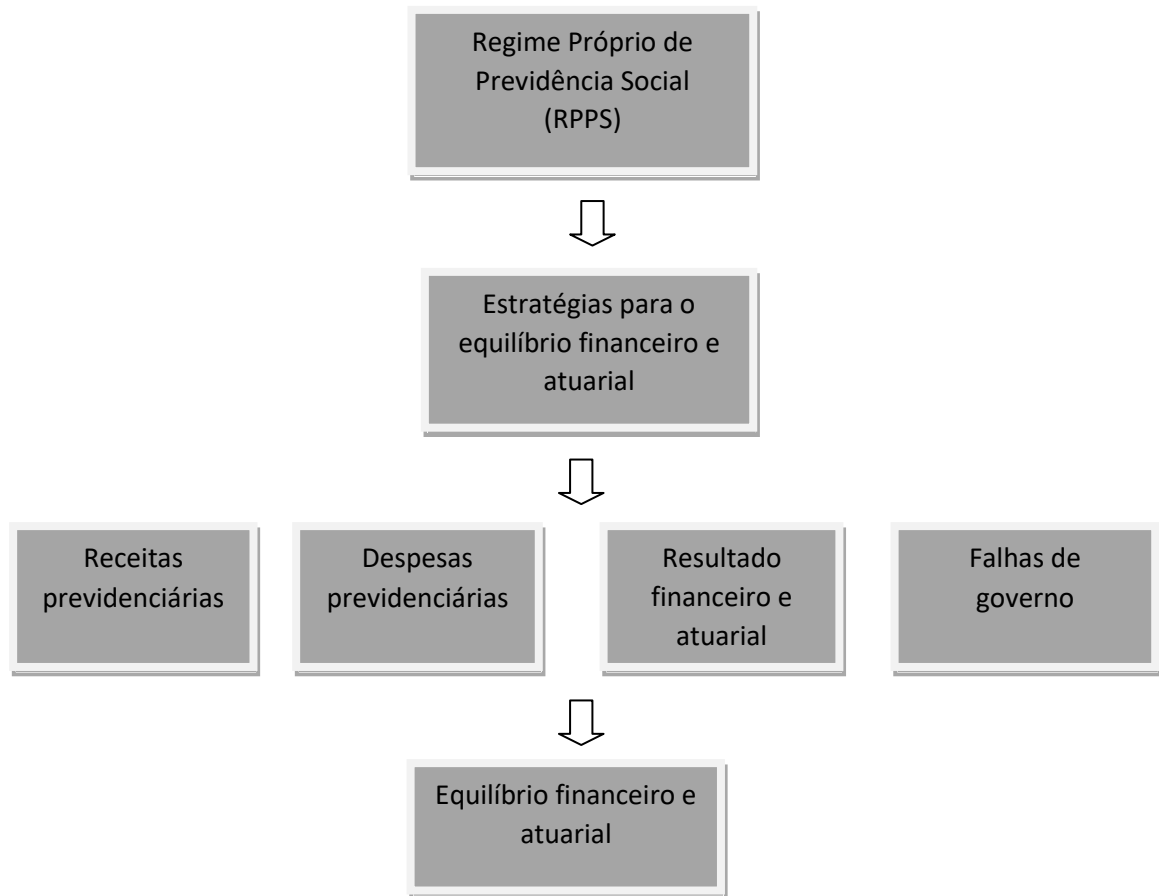 Regime Próprio de
Previdência Social
(RPPS)
Estratégias para o
equilíbrio financeiro e
atuarial
Receitas
previdenciárias
Despesas
previdenciárias
Resultado
financeiro e
atuarial
Falhas de
governo
Equilíbrio financeiro e
atuarial